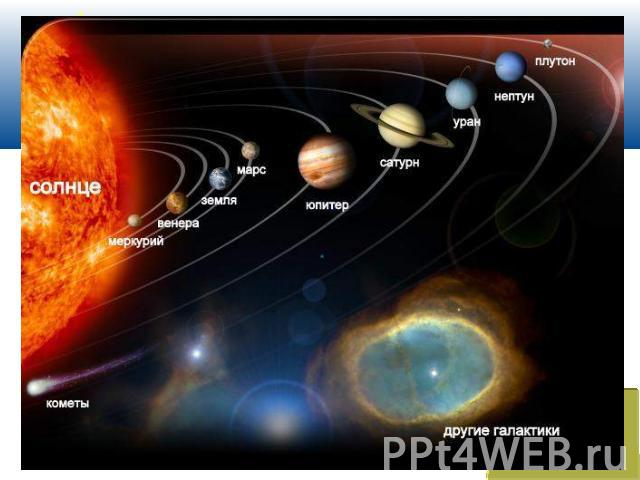 плутон
нептун
уран
сатурн
юпитер
марс
земля
венера
меркурий
солнце
кометы
другие галактики
PPt4WEB.ru